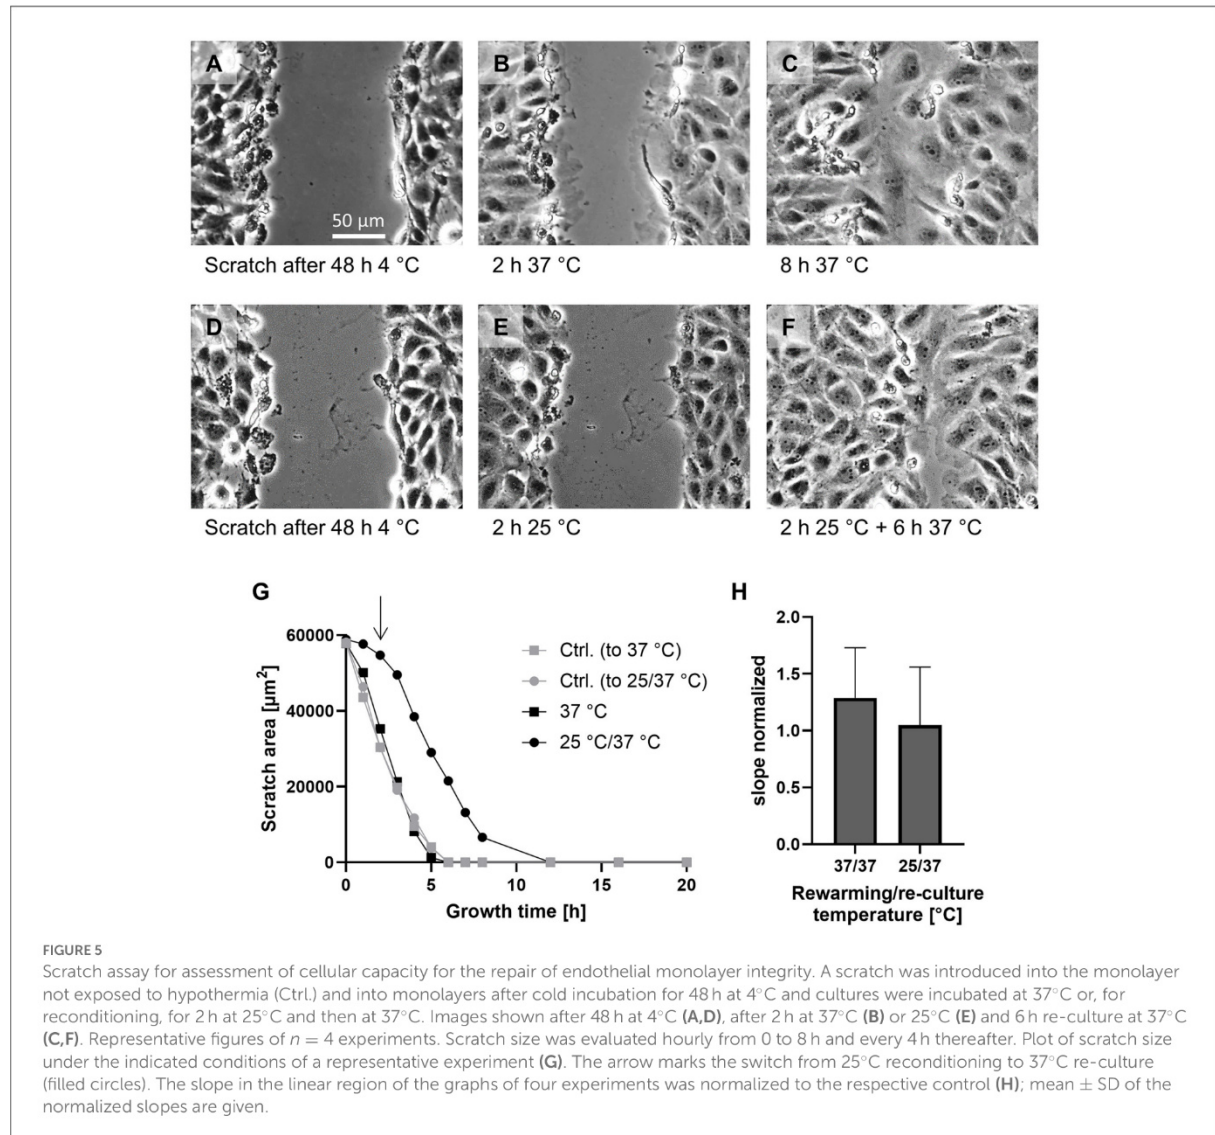 A
B
C
50 µm
Scratch after 48 h 4 °C
2 h 37 °C
8 h 37 °C
D
E
F
Scratch after 48 h 4 °C
2 h 25 °C
2 h 25 °C + 6 h 37 °C
G
60000
40000
20000
0
Scratch area [µm²]
0 5 10 15 20
Growth time [h]
Ctrl. (to 37 °C)
Ctrl. (to 25/37 °C)
37 °C
25 °C/37 °C
H
2.0
1.5
1.0
0.5
0.0
slope normalized
37/37 25/37
Rewarming/re-culture
temperature [°C]
FIGURE 5
Scratch assay for assessment of cellular capacity for the repair of endothelial monolayer integrity. A scratch was introduced into the monolayer
not exposed to hypothermia (Ctrl.) and into monolayers after cold incubation for 48 h at 4°C and cultures were incubated at 37°C or, for
reconditioning, for 2 h at 25°C and then at 37°C. Images shown after 48 h at 4°C (A,D), after 2 h at 37°C (B) or 25°C (E) and 6 h re-culture at 37°C
(C,F). Representative figures of n = 4 experiments. Scratch size was evaluated hourly from 0 to 8 h and every 4 h thereafter. Plot of scratch size
under the indicated conditions of a representative experiment (G). The arrow marks the switch from 25°C reconditioning to 37°C re-culture
(filled circles). The slope in the linear region of the graphs of four experiments was normalized to the respective control (H); mean ± SD of the
normalized slopes are given.